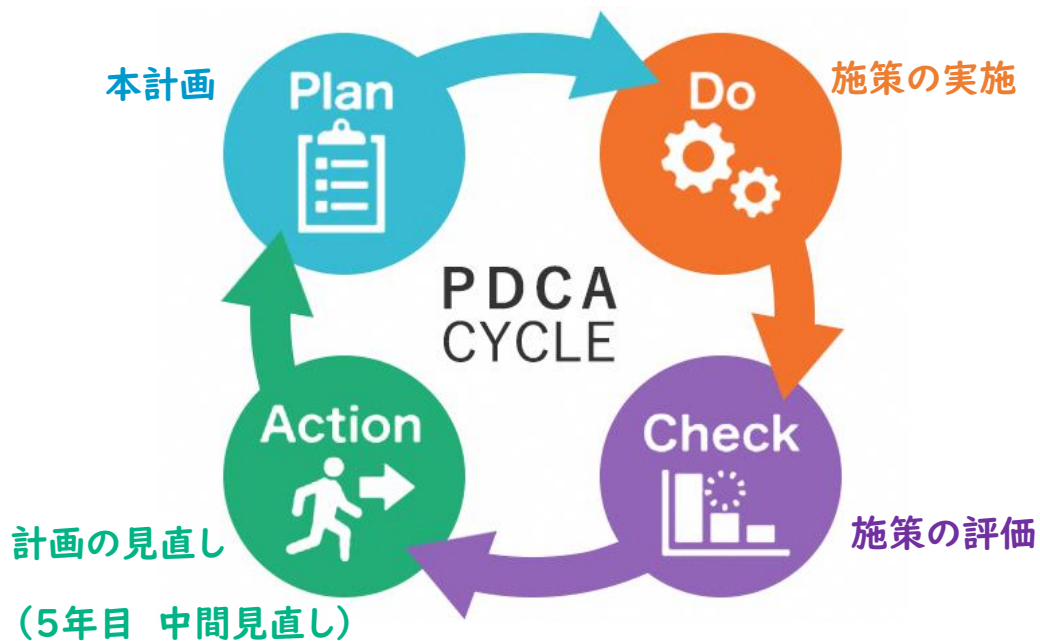 本計画
Plan
Do
施策の実施
PDCA
CYCLE
Action
Check
計画の見直し
（5年目 中間見直し）
施策の評価